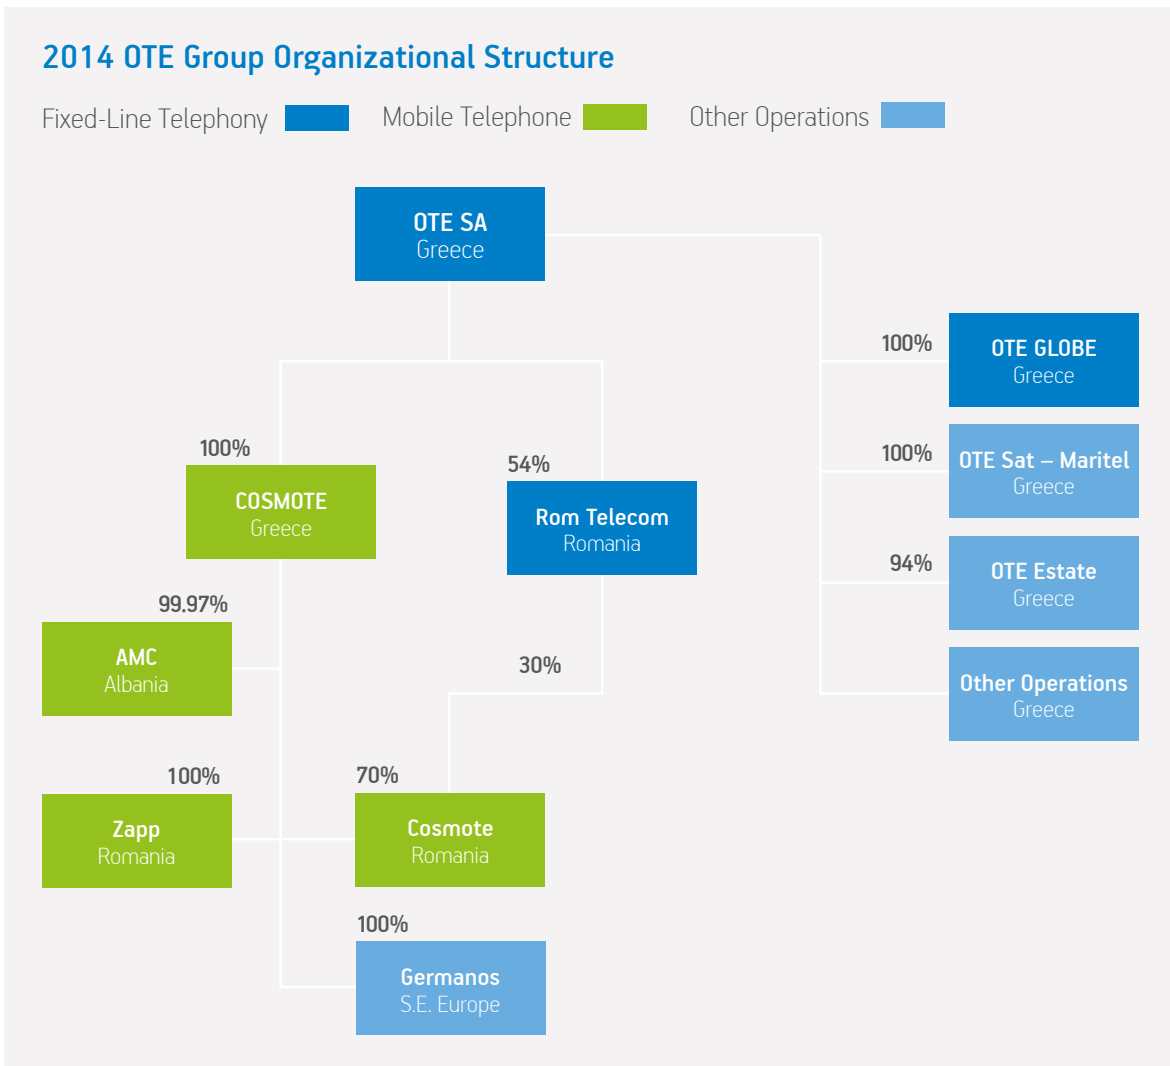 2014 OTE Group Organizational Structure
Fixed-Line Telephony
Mobile Telephone
Other Operations
OTE SA
Greece
100%
OTE GLOBE
Greece
100%
OTE Sat – Maritel
Greece
94%
OTE Estate
Greece
Other Operations
Greece
100%
COSMOTE
Greece
54%
Rom Telecom
Romania
99.97%
AMC
Albania
30%
100%
Zapp
Romania
70%
Cosmote
Romania
100%
Germanos
S.E. Europe